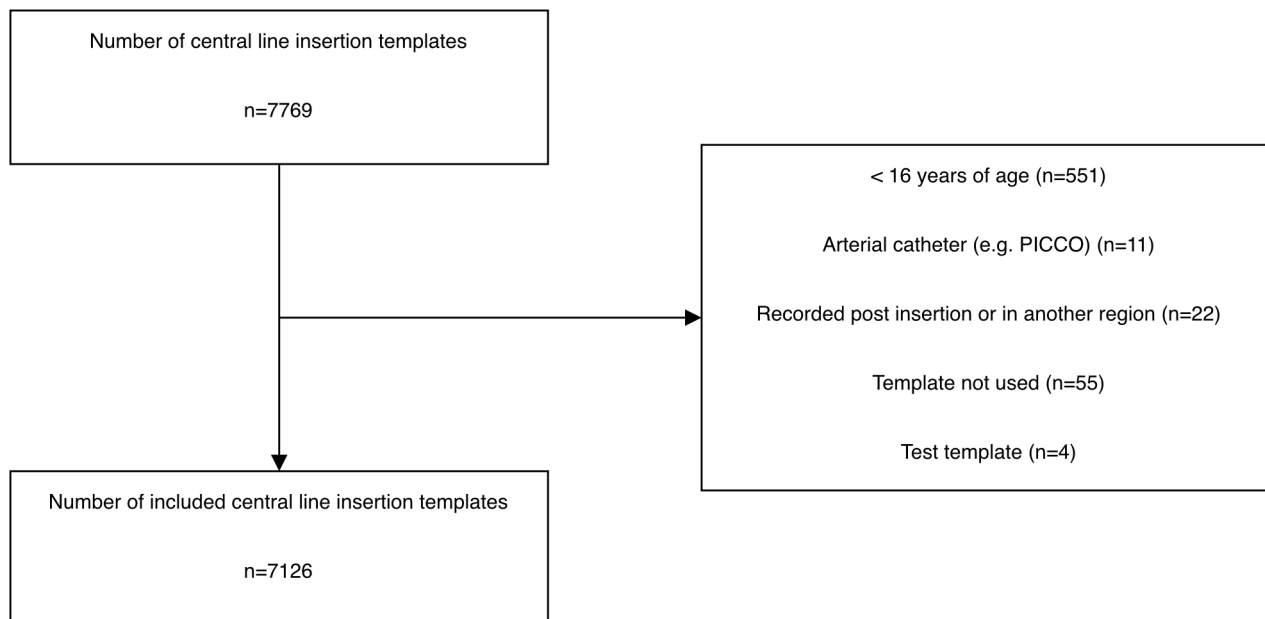 Number of central line insertion templates
n=7769
< 16 years of age (n=551)
Arterial catheter (e.g. PICCO) (n=11)
Recorded post insertion or in another region (n=22)
Template not used (n=55)
Test template (n=4)
Number of included central line insertion templates
n=7126